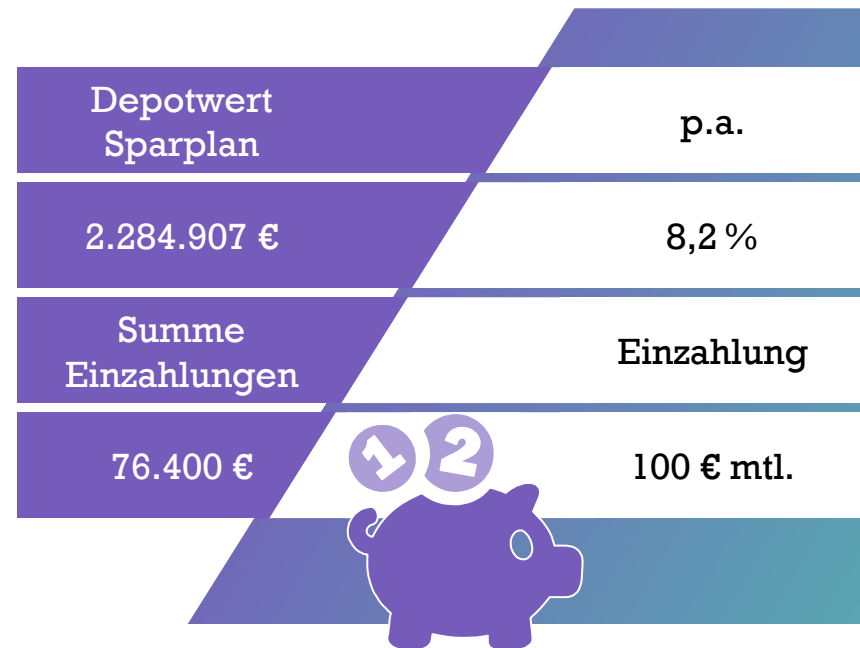 Depotwert
Sparplan
p.a.
2.284.907 €
8,2 %
Summe
Einzahlungen
Einzahlung
76.400 €
1 2
100 € mtl.